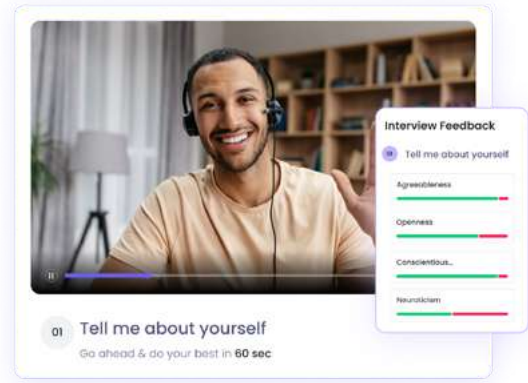 Interview Feedback
01 Tell me about yourself
Agreeableness
Openness
Conscientious...
Neuroticism
01 Tell me about yourself
Go ahead & do your best in 60 sec